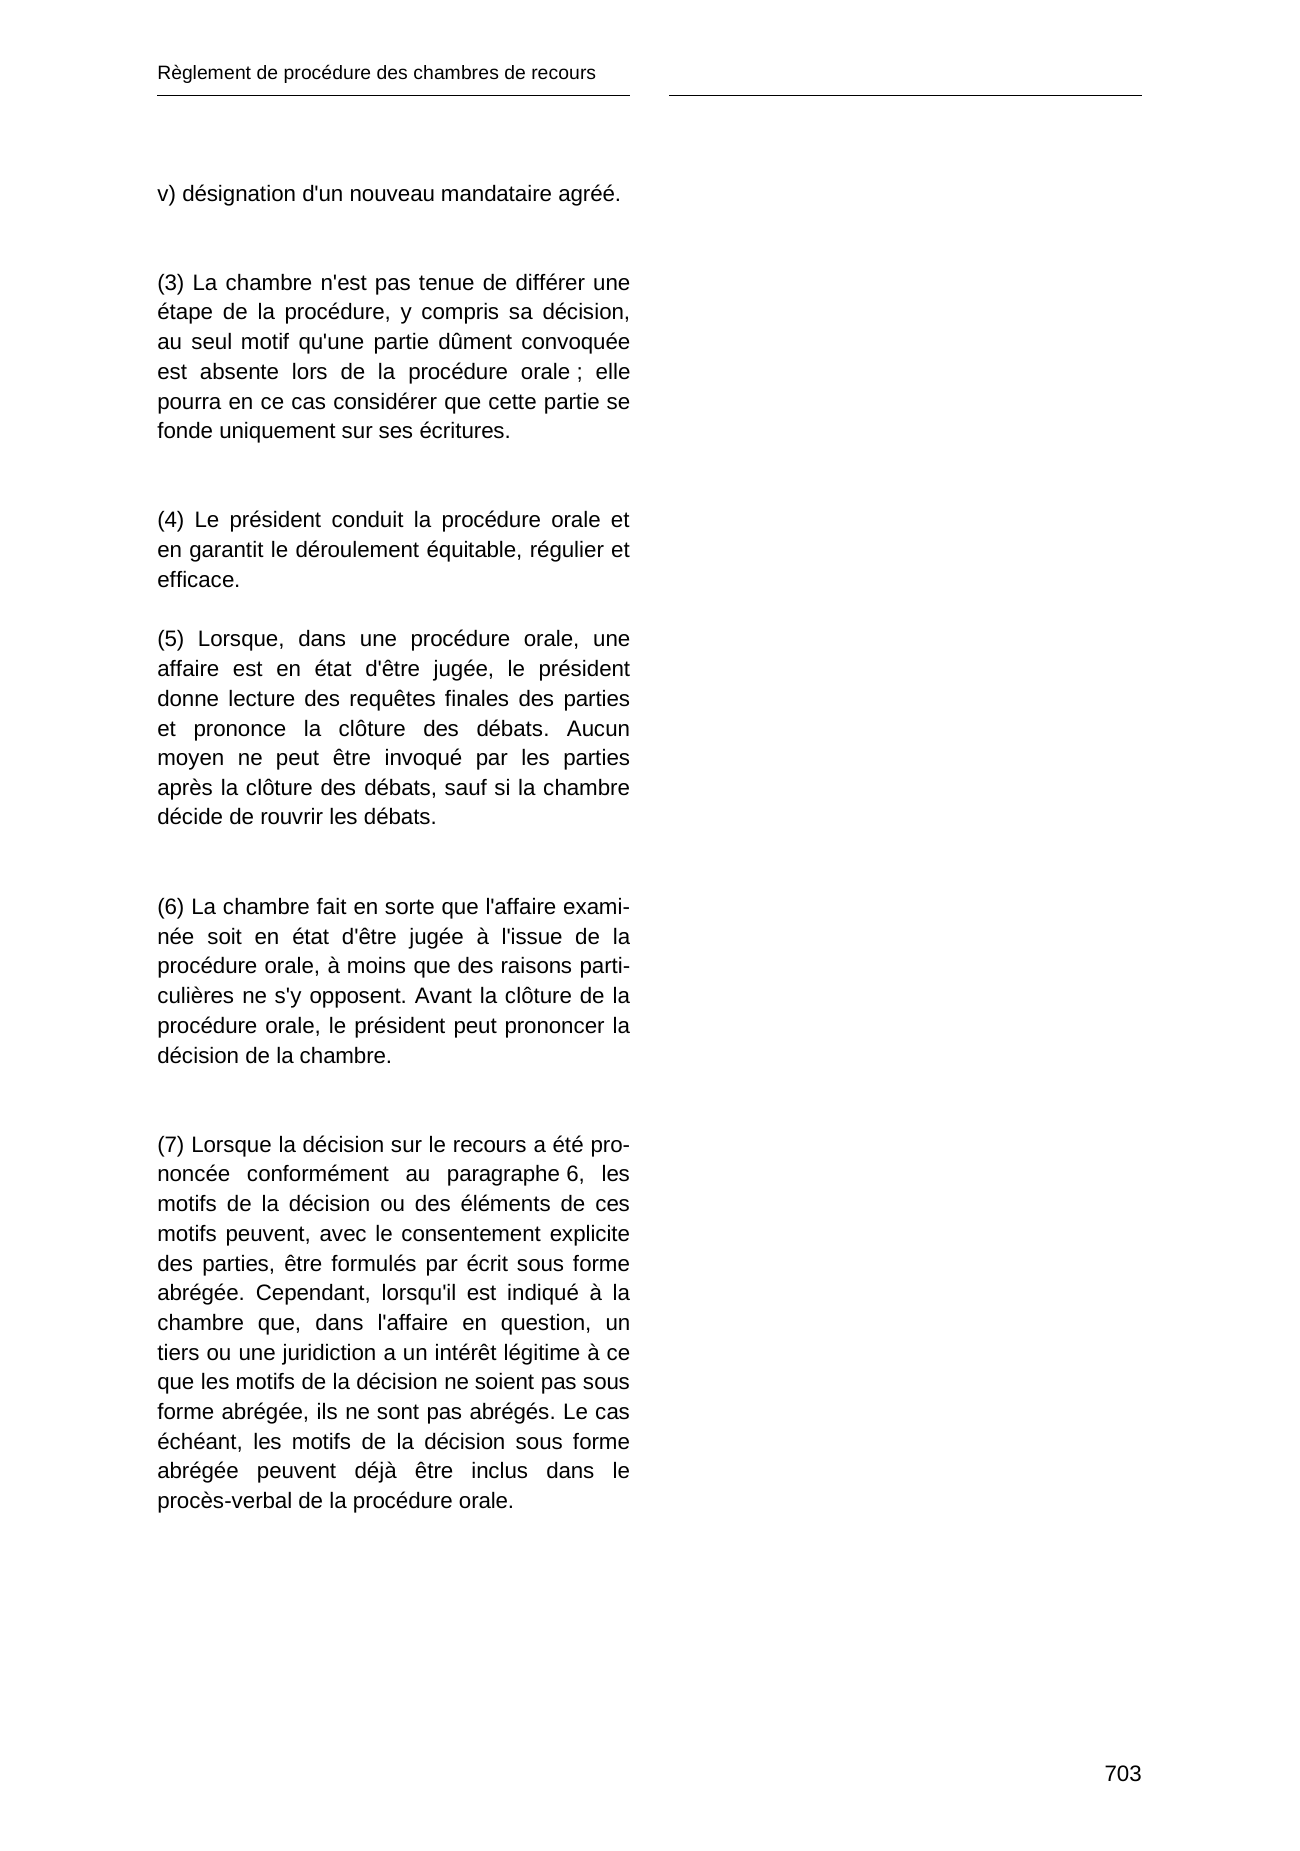 Règlement de procédure des chambres de recours
v) désignation d'un nouveau mandataire agréé.
(3) La chambre n'est pas tenue de différer une
étape de la procédure, y compris sa décision,
au seul motif qu'une partie dûment convoquée
est absente lors de la procédure orale ; elle
pourra en ce cas considérer que cette partie se
fonde uniquement sur ses écritures.
(4) Le président conduit la procédure orale et
en garantit le déroulement équitable, régulier et
efficace.
(5) Lorsque, dans une procédure orale, une
affaire est en état d'être jugée, le président
donne lecture des requêtes finales des parties
et prononce la clôture des débats. Aucun
moyen ne peut être invoqué par les parties
après la clôture des débats, sauf si la chambre
décide de rouvrir les débats.
(6) La chambre fait en sorte que l'affaire exami-
née soit en état d'être jugée à l'issue de la
procédure orale, à moins que des raisons parti-
culières ne s'y opposent. Avant la clôture de la
procédure orale, le président peut prononcer la
décision de la chambre.
(7) Lorsque la décision sur le recours a été pro-
noncée conformément au paragraphe 6, les
motifs de la décision ou des éléments de ces
motifs peuvent, avec le consentement explicite
des parties, être formulés par écrit sous forme
abrégée. Cependant, lorsqu'il est indiqué à la
chambre que, dans l'affaire en question, un
tiers ou une juridiction a un intérêt légitime à ce
que les motifs de la décision ne soient pas sous
forme abrégée, ils ne sont pas abrégés. Le cas
échéant, les motifs de la décision sous forme
abrégée peuvent déjà être inclus dans le
procès-verbal de la procédure orale.
703